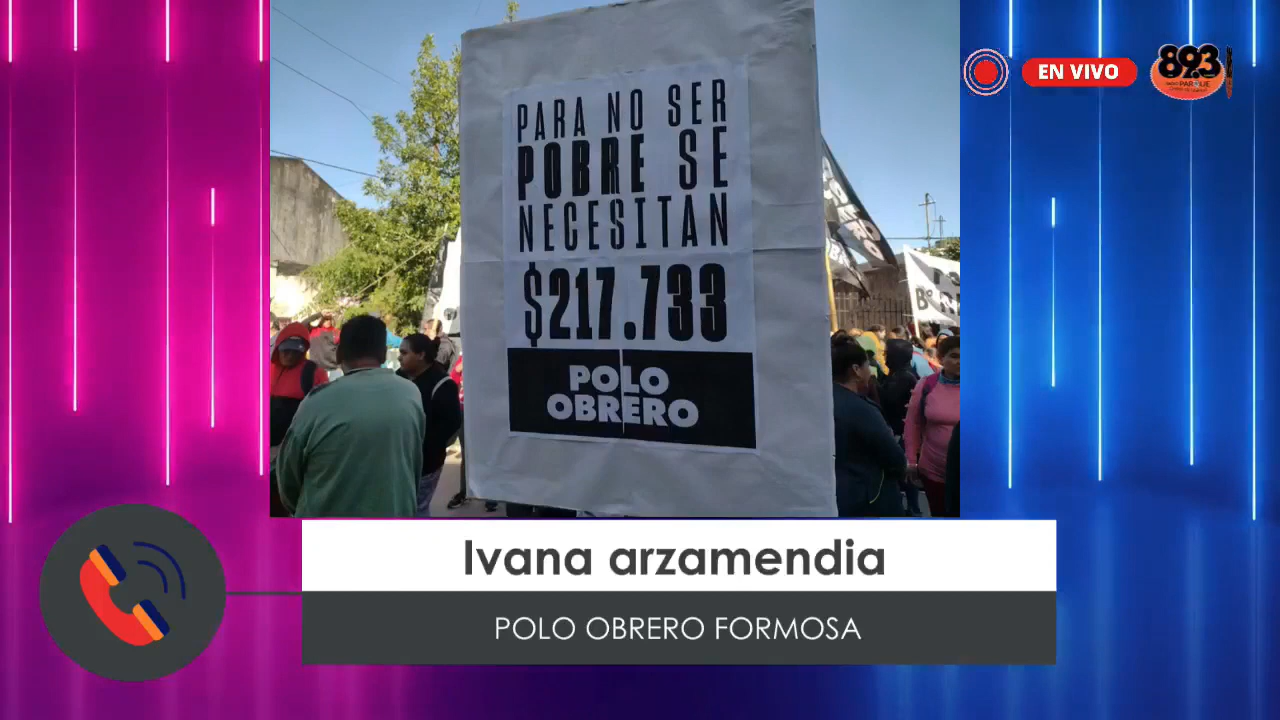 PARA NO SER
POBRE SE
NECESITAN
$217.733
POLO
OBRERO
EN VIVO
89.3
Ivana arzamendia
POLO OBRERO FORMOSA